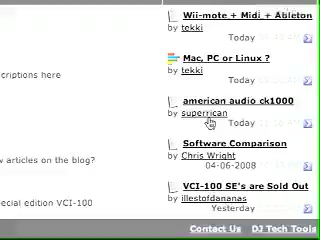 Wii-mote + Midi + Ableton
by tekki
Today
Mac, PC or Linux ?
by tekki
criptions here
Today
american audio ck1000
by superrican
Today
Software Comparison
by Chris Wright
w articles on the blog?
04-06-2008
VCI-100 SE's are Sold Out
by illestofdananas
ecial edition VCI-100
Yesterday
Contact Us DJ Tech Tools